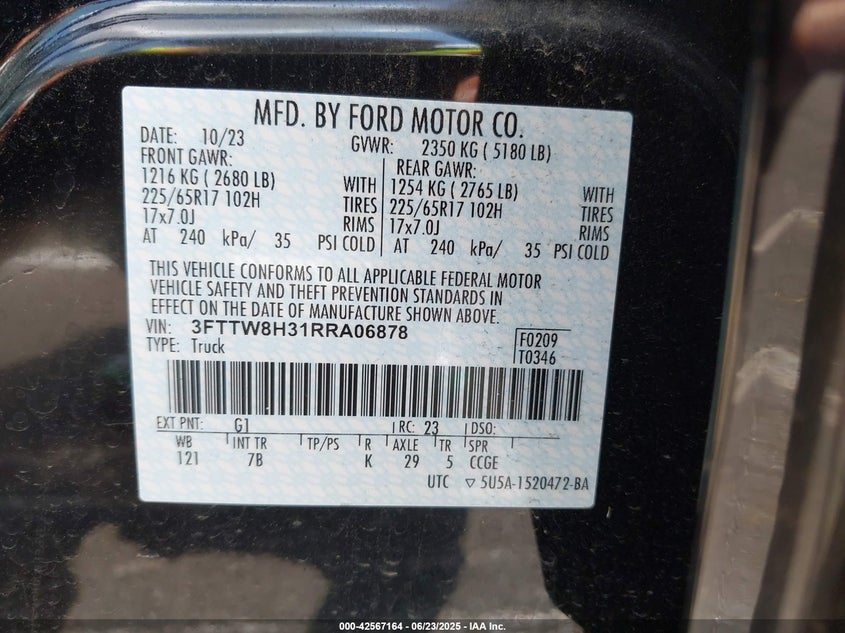 MFD. BY FORD MOTOR CO.
DATE: 10/23 GVWR: 2350 KG ( 5180 LB)
FRONT GAWR: REAR GAWR:
1216 KG ( 2680 LB) WITH 1254 KG ( 2765 LB) WITH
225/65R17 102H TIRES 225/65R17 102H TIRES
17x7.0J RIMS 17x7.0J RIMS
AT 240 kPa/ 35 PSI COLD AT 240 kPa/ 35 PSI COLD
THIS VEHICLE CONFORMS TO ALL APPLICABLE FEDERAL MOTOR
VEHICLE SAFETY AND THEFT PREVENTION STANDARDS IN
EFFECT ON THE DATE OF MANUFACTURE SHOWN ABOVE.
VIN: 3FTTW8H31RRA06878 F0209
TYPE: Truck T0346
EXT PNT: G1 RC: 23 DSO:
WB INT TR TP/PS R AXLE TR SPR
121 7B K 29 5 CCGE
UTC ▽ 5U5A-1520472-BA
000-42567164 - 06/23/2025 - IAA Inc.